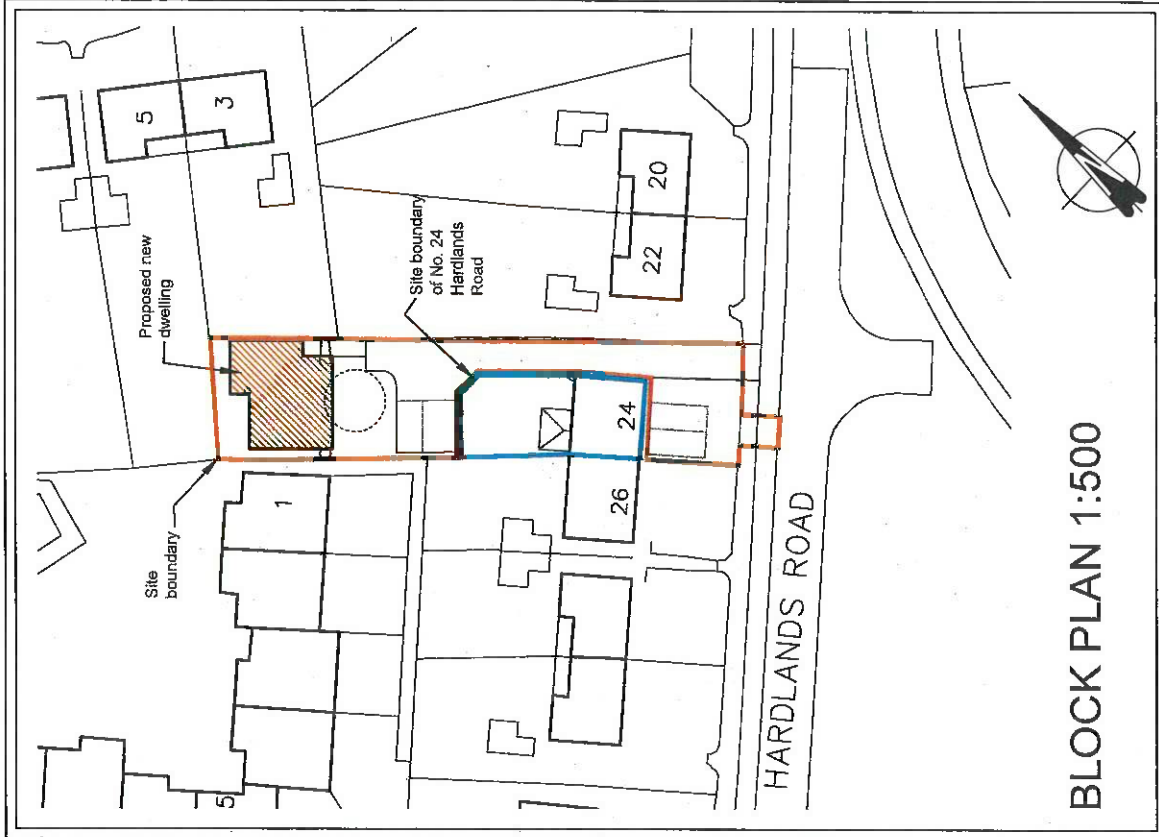 5
3
Proposed new
dwelling
Site boundary
of No. 24
Hardlands
Road
20
22
Site
boundary
1
24
26
5
HARDLANDS ROAD
BLOCK PLAN 1:500